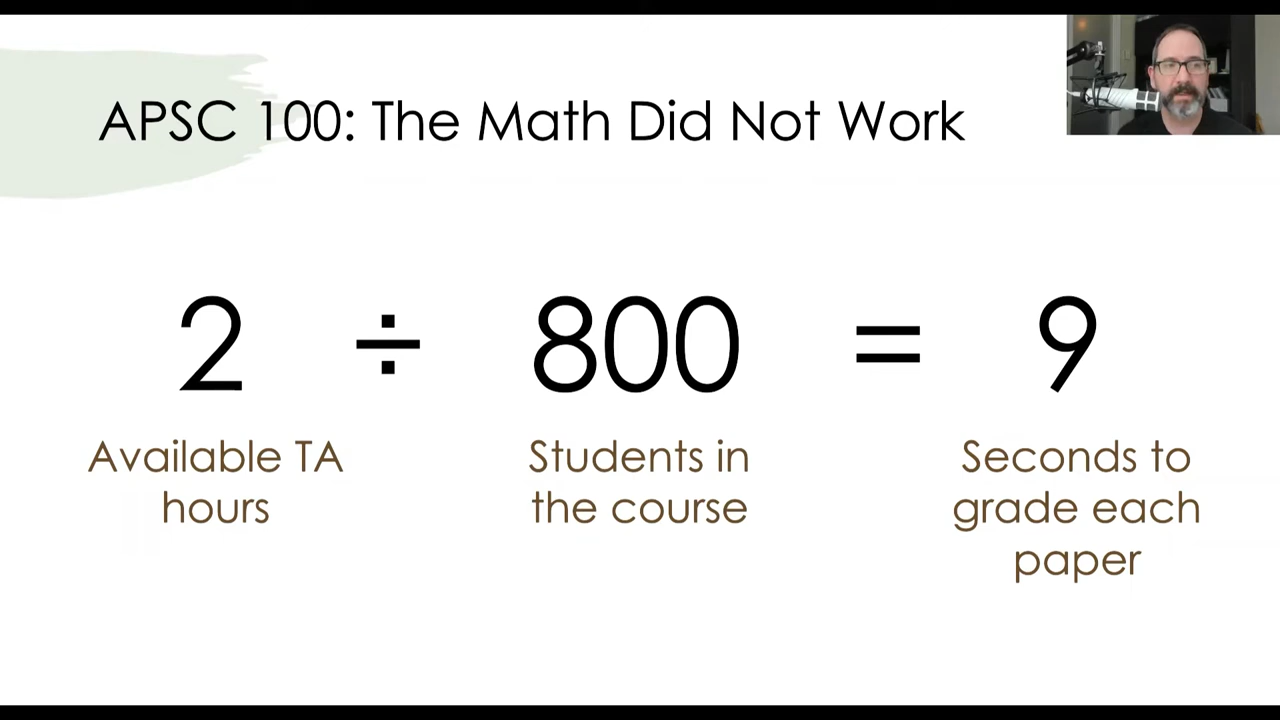 APSC 100: The Math Did Not Work
2 ÷ 800 = 9
Available TA
hours
Students in
the course
Seconds to
grade each
paper